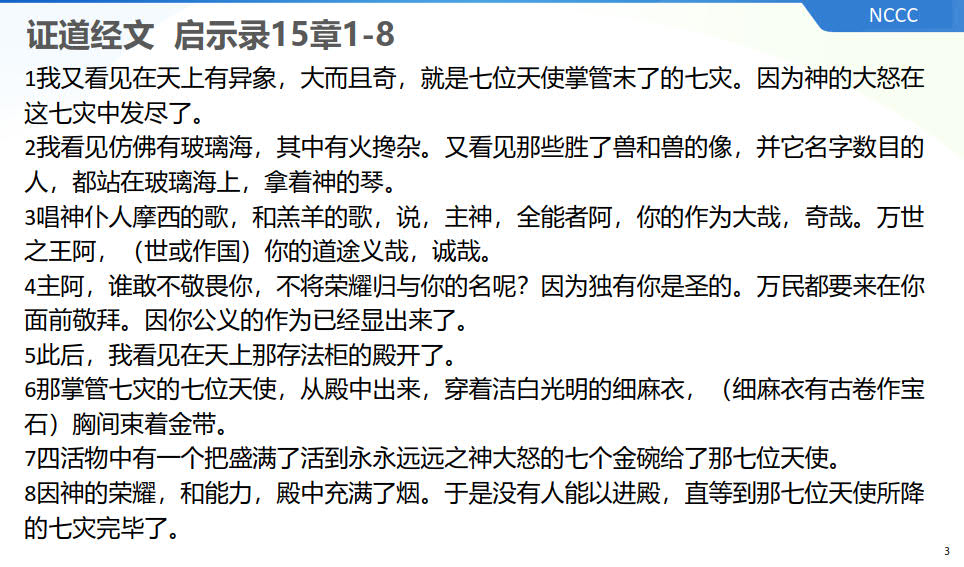 NCCC
证道经文 启示录15章1-8
1我又看见在天上有异象，大而且奇，就是七位天使掌管末了的七灾。因为神的大怒在
这七灾中发尽了。
2我看见仿佛有玻璃海，其中有火搀杂。又看见那些胜了兽和兽的像，并它名字数目的
人，都站在玻璃海上，拿着神的琴。
3唱神仆人摩西的歌，和羔羊的歌，说，主神，全能者阿，你的作为大哉，奇哉。万世
之王阿，（世或作国）你的道途义哉，诚哉。
4主阿，谁敢不敬畏你，不将荣耀归与你的名呢？因为独有你是圣的。万民都要来在你
面前敬拜。因你公义的作为已经显出来了。
5此后，我看见在天上那存法柜的殿开了。
6那掌管七灾的七位天使，从殿中出来，穿着洁白光明的细麻衣，（细麻衣有古卷作宝
石）胸间束着金带。
7四活物中有一个把盛满了活到永永远远之神大怒的七个金碗给了那七位天使。
8因神的荣耀，和能力，殿中充满了烟。于是没有人能以进殿，直等到那七位天使所降
的七灾完毕了。
3